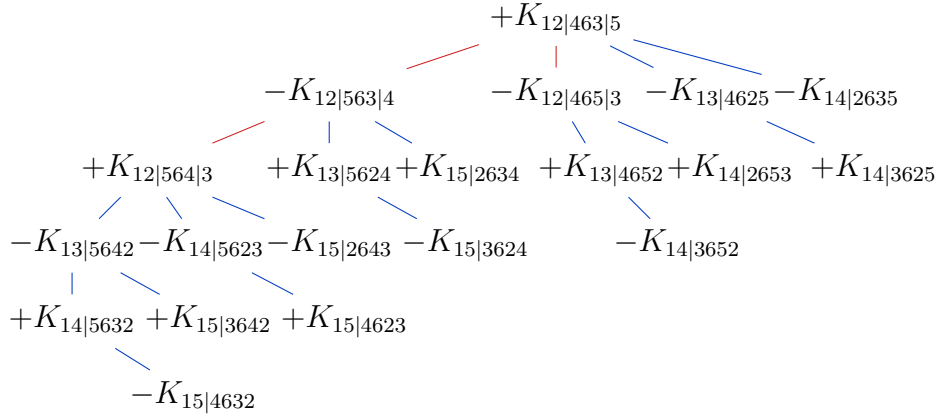 +K_{12|463|5}
−K_{12|563|4} −K_{12|465|3} −K_{13|4625} −K_{14|2635}
+K_{12|564|3} +K_{13|5624} +K_{15|2634} +K_{13|4652} +K_{14|2653} +K_{14|3625}
−K_{13|5642} −K_{14|5623} −K_{15|2643} −K_{15|3624} −K_{14|3652}
+K_{14|5632} +K_{15|3642} +K_{15|4623}
−K_{15|4632}